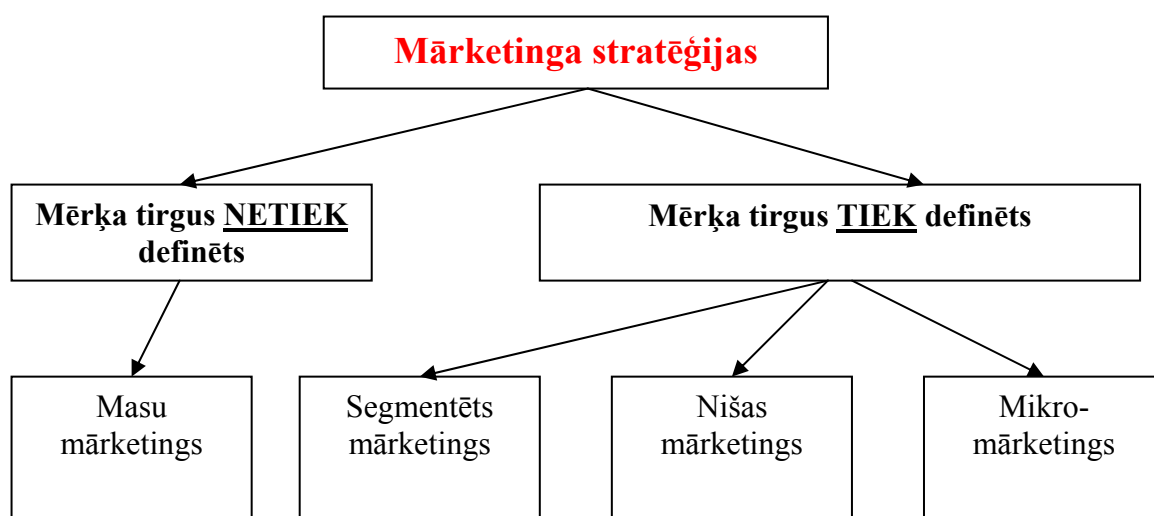 Mārketinga stratēģijas
Mērķa tirgus NETIEK
definēts
Mērķa tirgus TIEK definēts
Masu
mārketings
Segmentēts
mārketings
Nišas
mārketings
Mikro-
mārketings